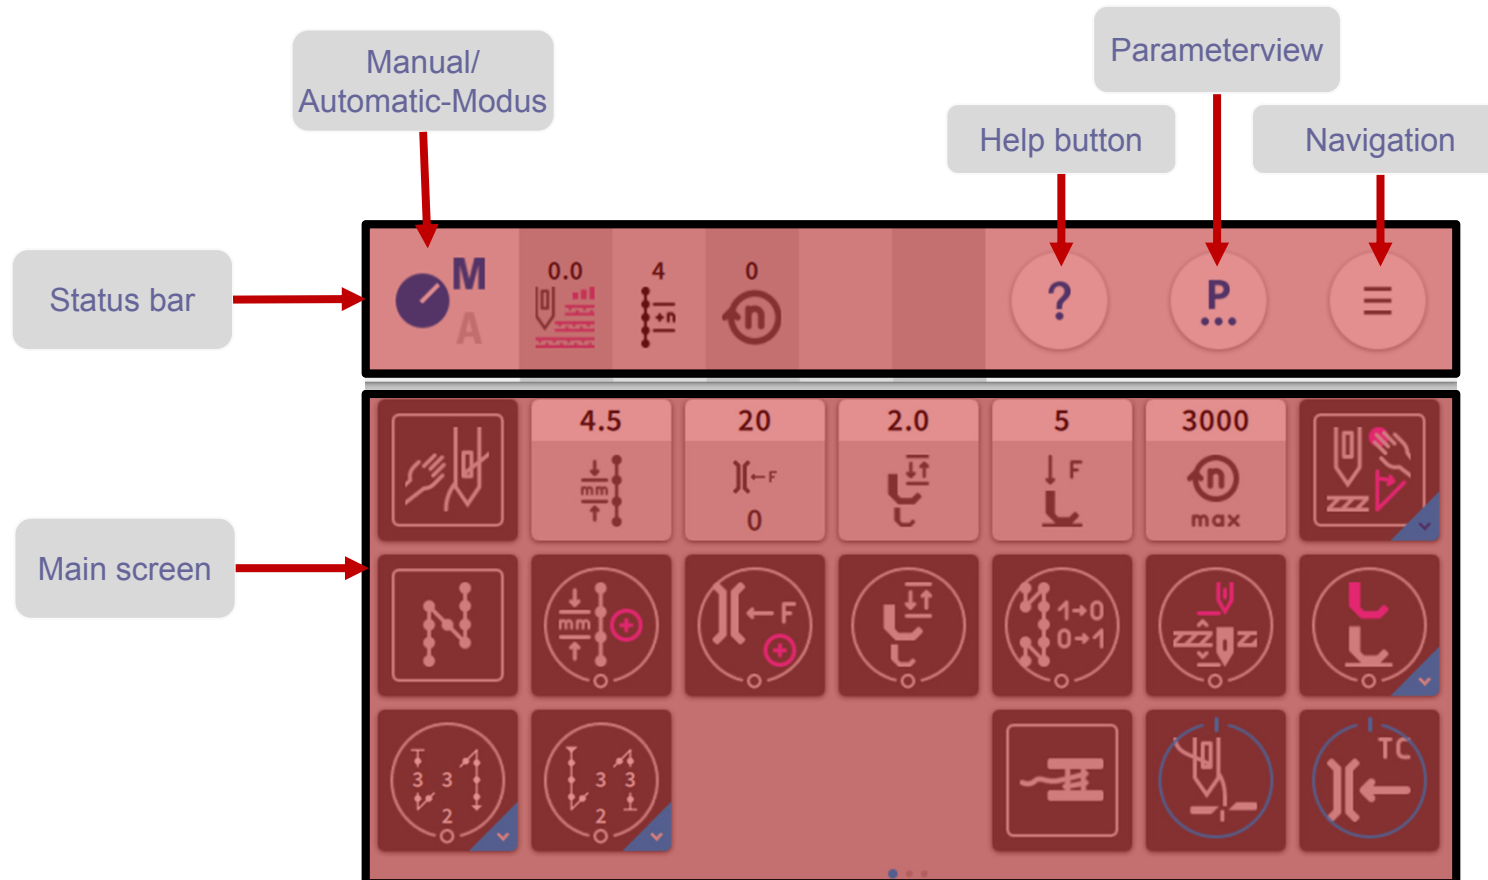 Parameterview
Manual/
Automatic-Modus
Help button
Navigation
Status bar
M
A
0.0
4
+n
0
n
?
P
Main screen
4.5
mm
20
F
0
2.0
5
F
3000
n
max
mm
F
1→0
0→1
3 3
2
3 3
2
TC